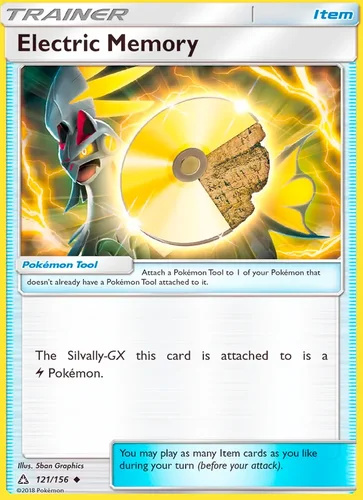 TRAINER Item
Electric Memory
Pokémon Tool
Attach a Pokémon Tool to 1 of your Pokémon that
doesn't already have a Pokémon Tool attached to it.
The Silvally-GX this card is attached to is a
Pokémon.
Illus. 5ban Graphics
121/156
©2018 Pokémon
You may play as many Item cards as you like
during your turn (before your attack).